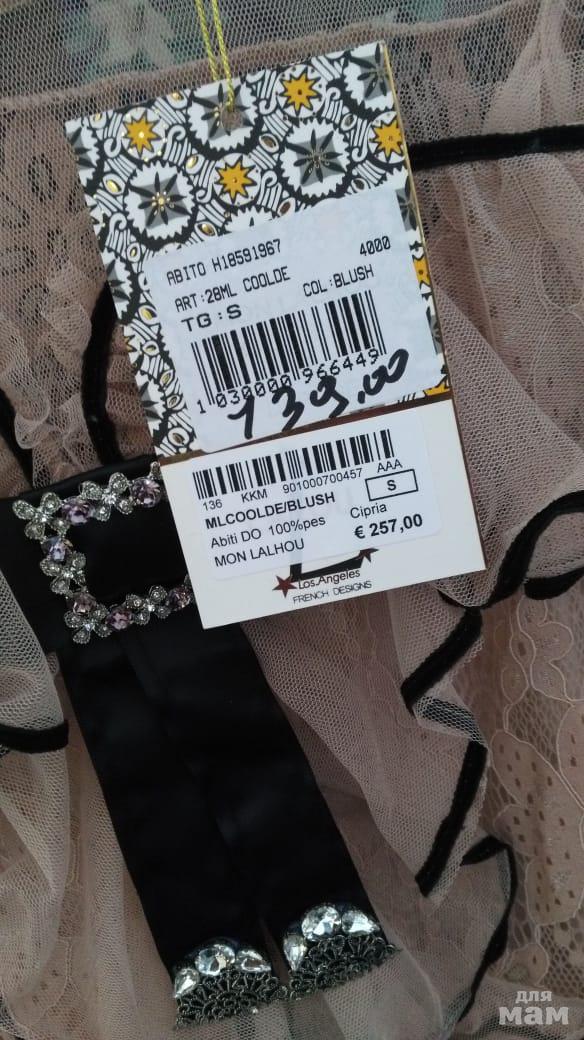 ABITO H18591967 4000
ART:28ML COOLDE COL:BLUSH
TG:S
1 030000 966449
139,00
136 KKM 901000700457 AAA
MLCOOLDE/BLUSH S
Abiti DO 100%pes Cipria
MON LALHOU € 257,00
Los.Angeles
FRENCH DESIGNS
для
мам